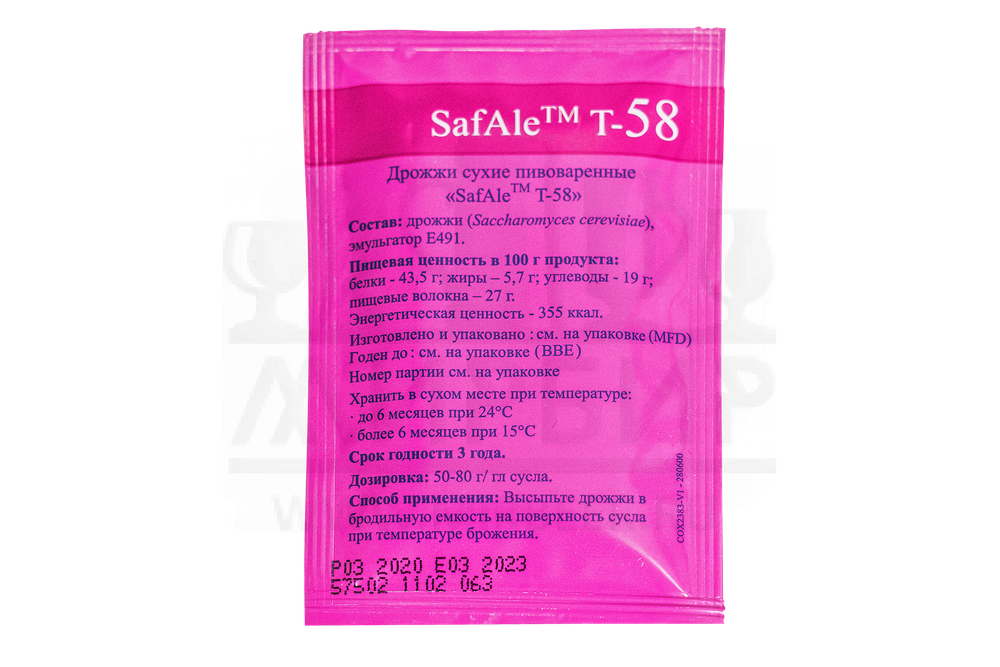 SafAle™ T-58
Дрожжи сухие пивоваренные
«SafAle™ T-58»
Состав: дрожжи (Saccharomyces cerevisiae),
эмульгатор Е491.
Пищевая ценность в 100 г продукта:
белки - 43,5 г; жиры – 5,7 г; углеводы - 19 г;
пищевые волокна – 27 г.
Энергетическая ценность - 355 ккал.
Изготовлено и упаковано : см. на упаковке (MFD)
Годен до : см. на упаковке (BBE)
Номер партии см. на упаковке
Хранить в сухом месте при температуре:
· до 6 месяцев при 24°С
· более 6 месяцев при 15°С
Срок годности 3 года.
Дозировка: 50-80 г/ гл сусла.
Способ применения: Высыпьте дрожжи в
бродильную емкость на поверхность сусла
при температуре брожения.
COX2383-V1 - 280600
P03 2020 E03 2023
57502 1102 063